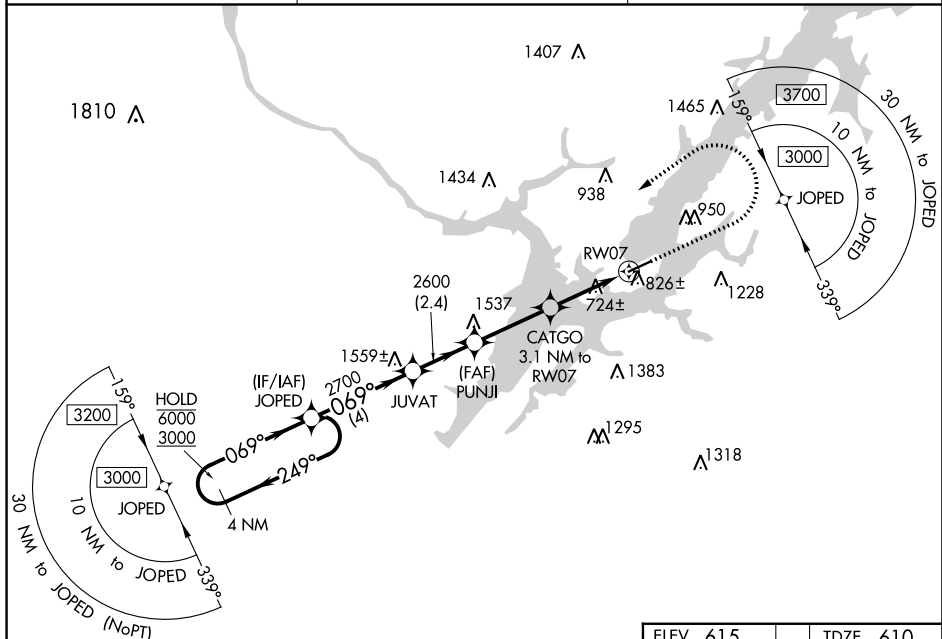 1407
1810
1465
159°
3700
30 NM to JOPED
10 NM to JOPED
3000
JOPED
339°
1434
938
950
RW07
826±
724±
1228
2600
(2.4)
1537
CATGO
3.1 NM to
RW07
1559±
(FAF)
PUNJI
1383
(IF/IAF)
JOPED
2700
069°
(4)
JUVAT
159°
3200
HOLD
6000
3000
069°
249°
1295
1318
3000
JOPED
4 NM
10 NM to JOPED
339°
30 NM to JOPED (NoPT)
ELEV 615
TDZE 610